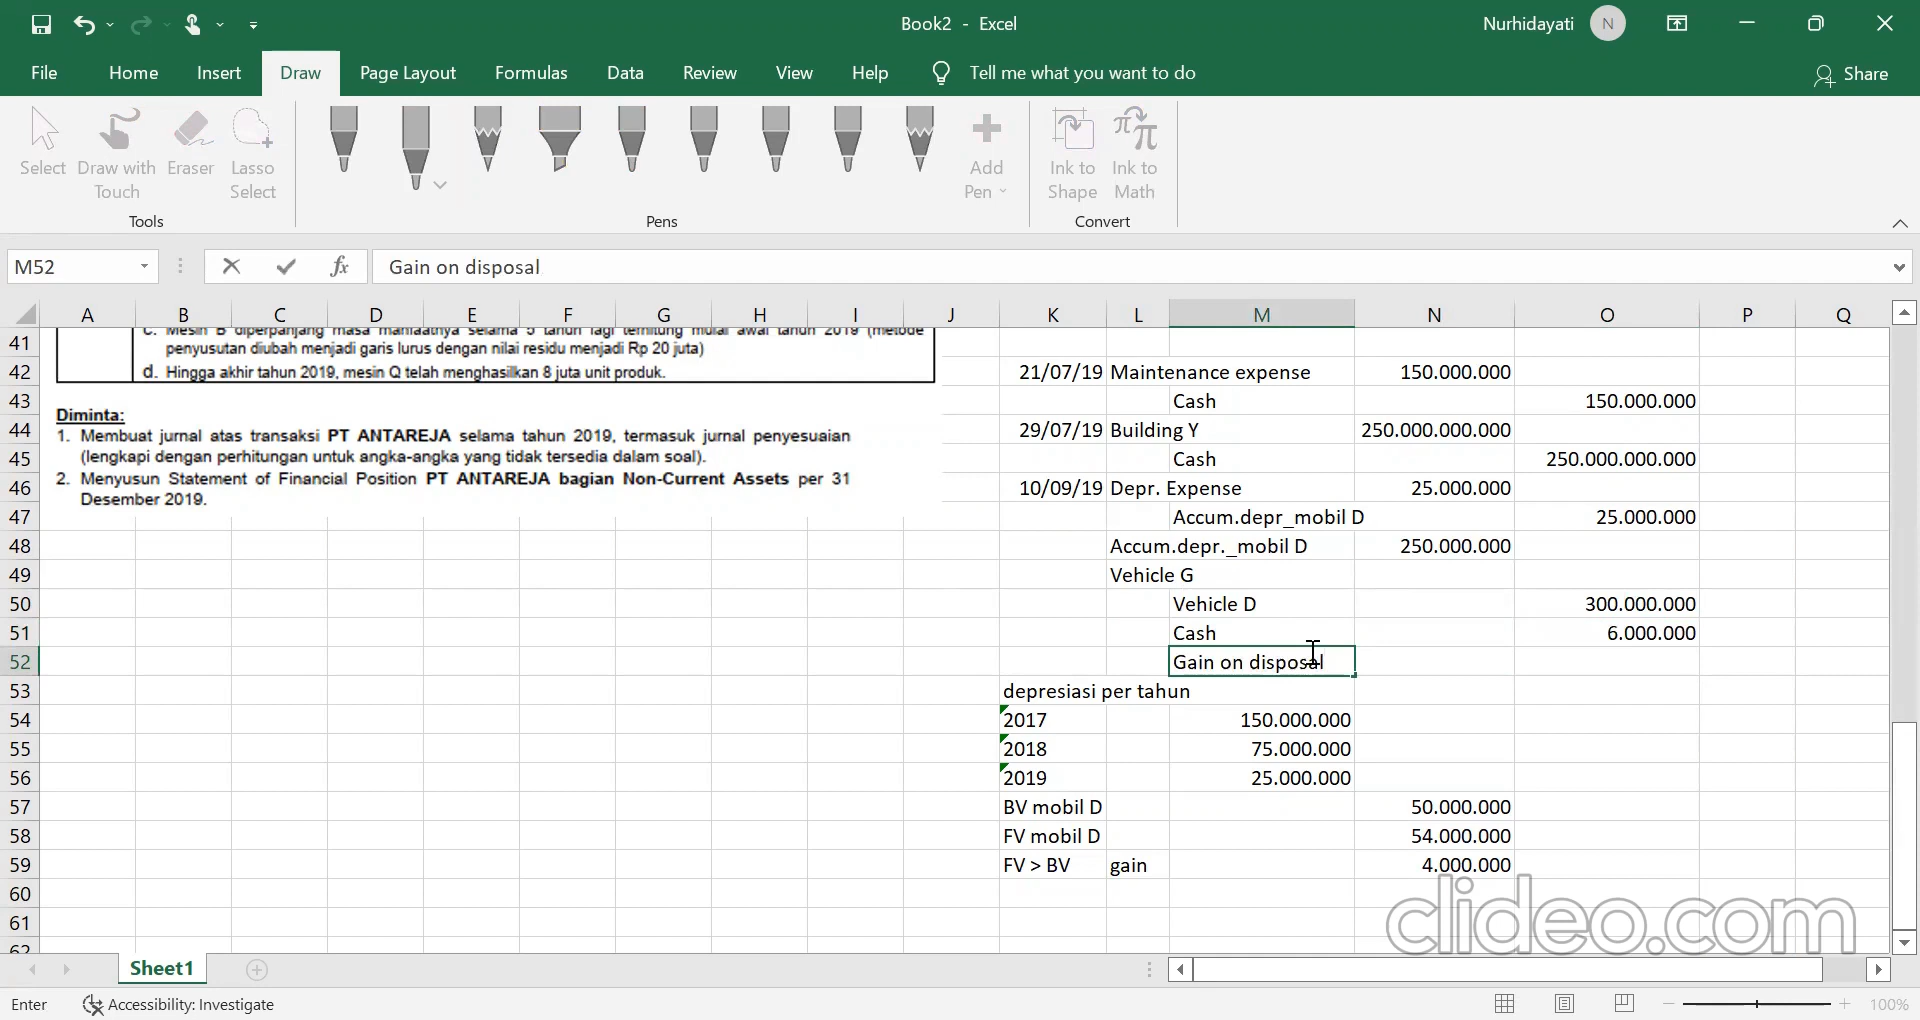 Book2 - Excel
Nurhidayati N
File Home Insert Draw Page Layout Formulas Data Review View Help Tell me what you want to do Share
Select Draw with Touch Eraser Lasso Select Add Pen Ink to Shape Ink to Math
Tools Pens Convert
M52 fx Gain on disposal
A B C D E F G H I J K L M N O P Q
c. Mesin B diperpanjang masa manfaatnya selama 5 tahun lagi terhitung mulai awal tahun 2019 (metode
41 penyusutan diubah menjadi garis lurus dengan nilai residu menjadi Rp 20 juta)
42 d. Hingga akhir tahun 2019, mesin Q telah menghasilkan 8 juta unit produk. 21/07/19 Maintenance expense 150.000.000
43 Cash 150.000.000
Diminta:
44 1. Membuat jurnal atas transaksi PT ANTAREJA selama tahun 2019, termasuk jurnal penyesuaian 29/07/19 Building Y 250.000.000.000
45 (lengkapi dengan perhitungan untuk angka-angka yang tidak tersedia dalam soal). Cash 250.000.000.000
46 2. Menyusun Statement of Financial Position PT ANTAREJA bagian Non-Current Assets per 31 10/09/19 Depr. Expense 25.000.000
Desember 2019.
47 Accum.depr_mobil D 25.000.000
48 Accum.depr._mobil D 250.000.000
49 Vehicle G
50 Vehicle D 300.000.000
51 Cash 6.000.000
52 Gain on disposal
53 depresiasi per tahun
54 2017 150.000.000
55 2018 75.000.000
56 2019 25.000.000
57 BV mobil D 50.000.000
58 FV mobil D 54.000.000
59 FV > BV gain 4.000.000
60
61
62
clideo.com
Sheet1
Enter Accessibility: Investigate 100%